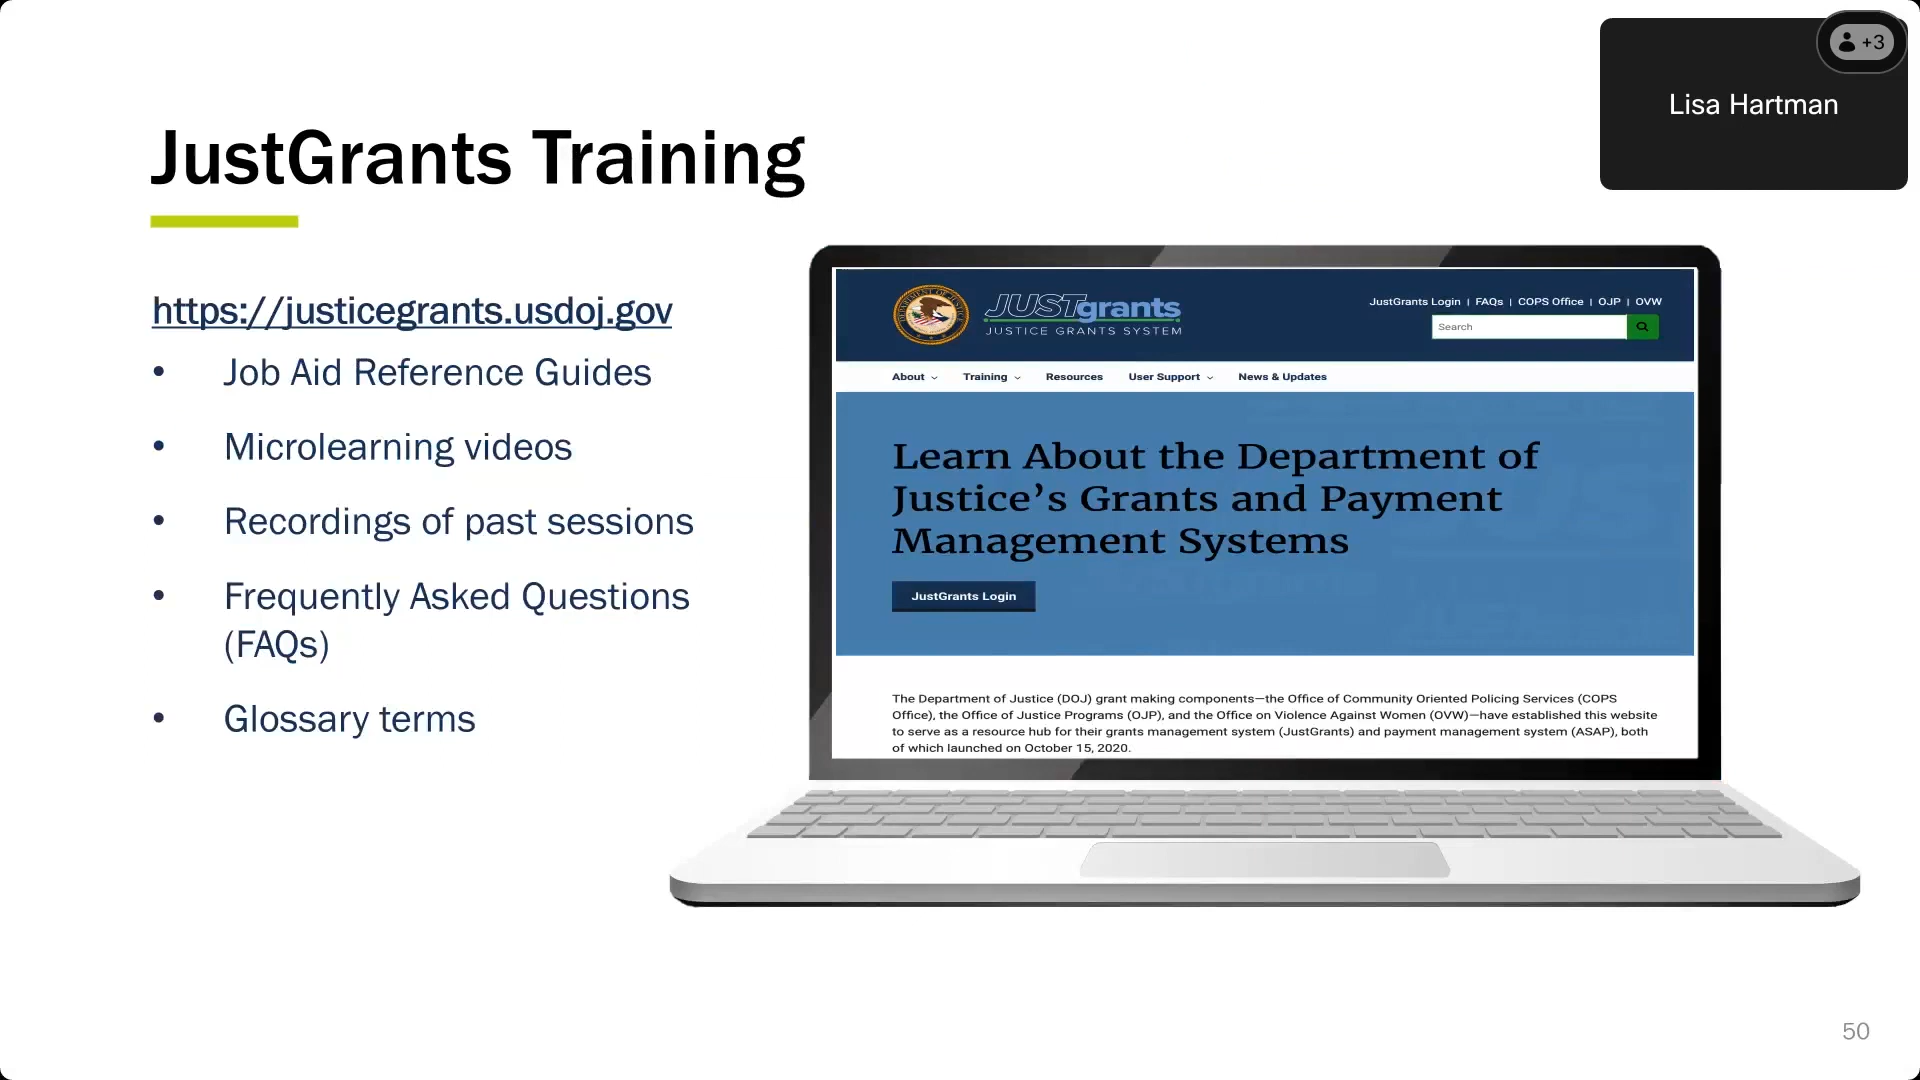 +3
Lisa Hartman
JustGrants Training
https://justicegrants.usdoj.gov
• Job Aid Reference Guides
• Microlearning videos
• Recordings of past sessions
• Frequently Asked Questions
(FAQs)
• Glossary terms
JUSTgrants
JUSTICE GRANTS SYSTEM
JustGrants Login | FAQs | COPS Office | OJP | OVW
Search
About Training Resources User Support News & Updates
Learn About the Department of
Justice’s Grants and Payment
Management Systems
JustGrants Login
The Department of Justice (DOJ) grant making components—the Office of Community Oriented Policing Services (COPS
Office), the Office of Justice Programs (OJP), and the Office on Violence Against Women (OVW)—have established this website
to serve as a resource hub for their grants management system (JustGrants) and payment management system (ASAP), both
of which launched on October 15, 2020.
50